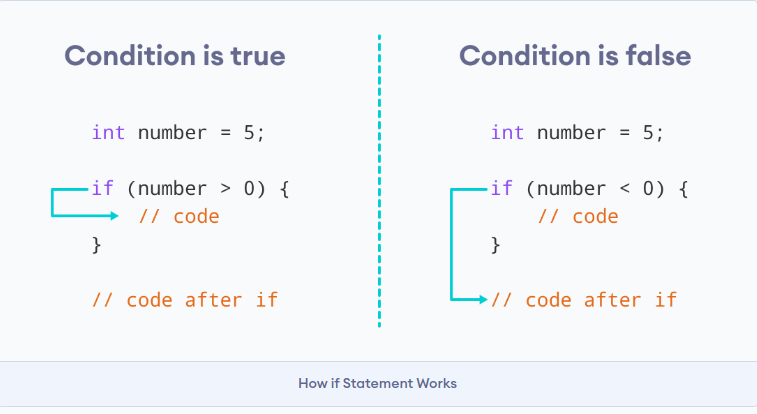 Condition is true
int number = 5;
if (number > 0) {
// code
}
// code after if
Condition is false
int number = 5;
if (number < 0) {
// code
}
// code after if
How if Statement Works